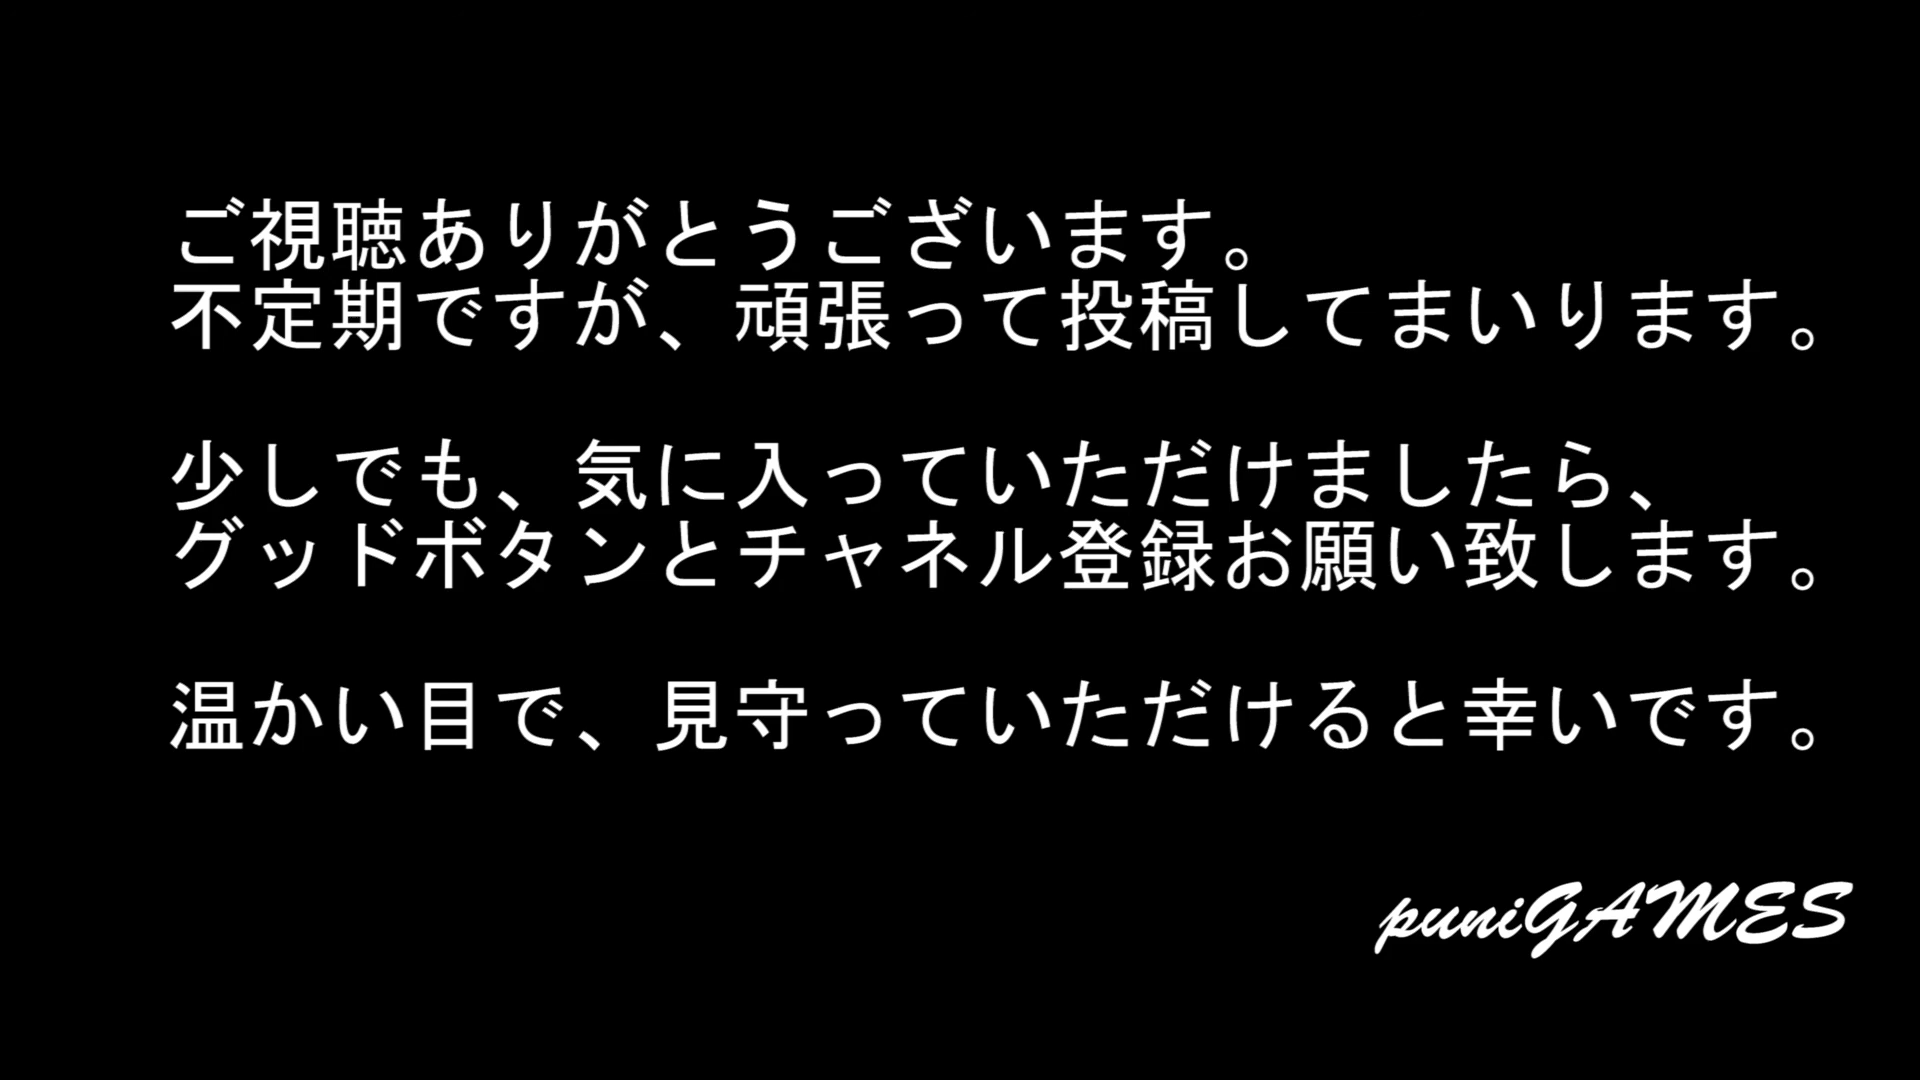 ご視聴ありがとうございます。
不定期ですが、頑張って投稿してまいります。
少しでも、気に入っていただけましたら、
グッドボタンとチャネル登録お願い致します。
温かい目で、見守っていただけると幸いです。
puniGAMES